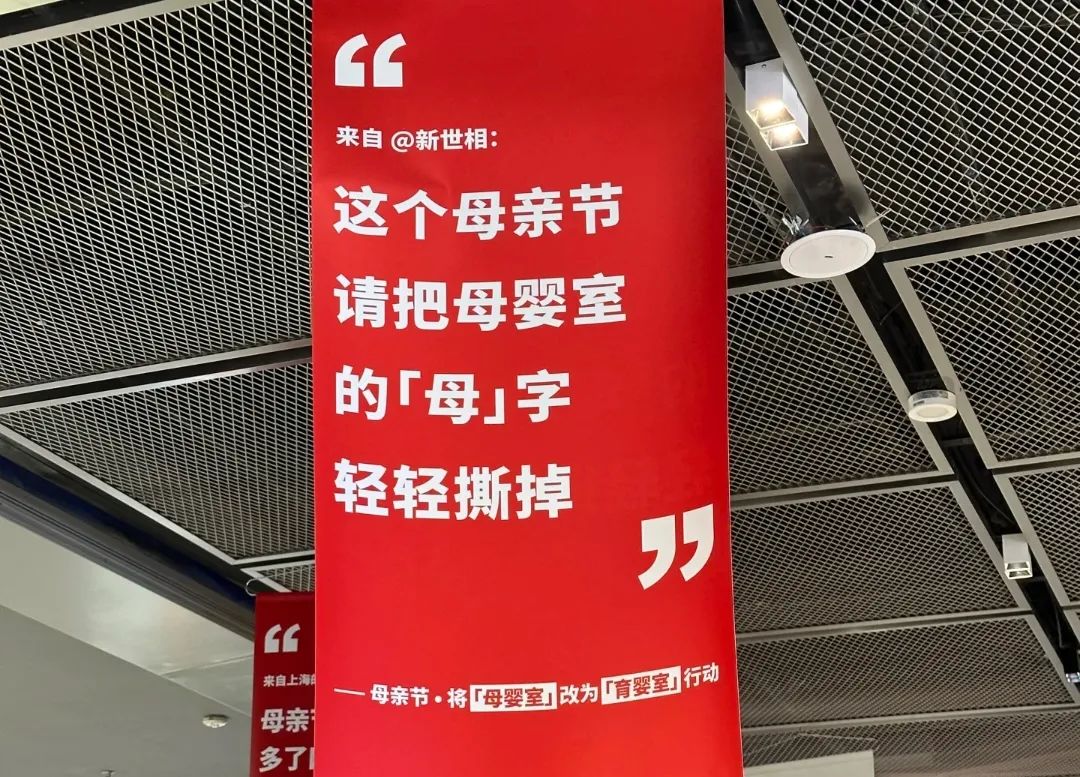 “
来自 @新世相：
这个母亲节
请把母婴室
的「母」字
轻轻撕掉
”
—— 母亲节·将「母婴室」改为「育婴室」行动
“
来自上海
母亲
多了